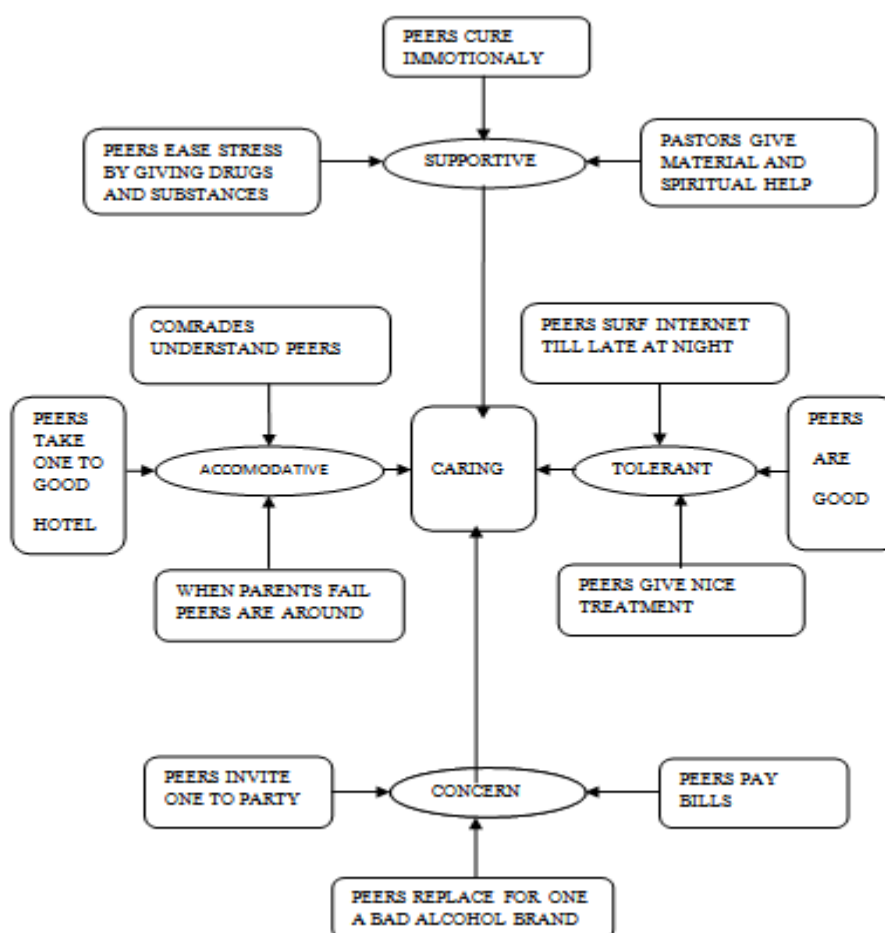 PEERS CURE
IMMOTIONALY
PEERS EASE STRESS
BY GIVING DRUGS
AND SUBSTANCES
SUPPORTIVE
PASTORS GIVE
MATERIAL AND
SPIRITUAL HELP
COMRADES
UNDERSTAND PEERS
PEERS SURF INTERNET
TILL LATE AT NIGHT
PEERS
TAKE
ONE TO
GOOD
HOTEL
ACCOMODATIVE
CARING
TOLERANT
PEERS
ARE
GOOD
WHEN PARENTS FAIL
PEERS ARE AROUND
PEERS GIVE NICE
TREATMENT
PEERS INVITE
ONE TO PARTY
CONCERN
PEERS PAY
BILLS
PEERS REPLACE FOR ONE
A BAD ALCOHOL BRAND